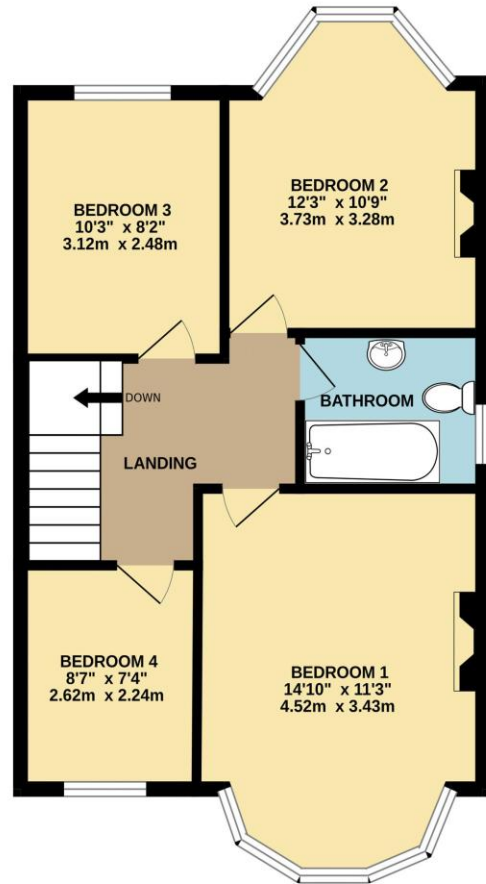 BEDROOM 2
12'3" x 10'9"
3.73m x 3.28m
BEDROOM 3
10'3" x 8'2"
3.12m x 2.48m
DOWN
BATHROOM
LANDING
BEDROOM 4
8'7" x 7'4"
2.62m x 2.24m
BEDROOM 1
14'10" x 11'3"
4.52m x 3.43m